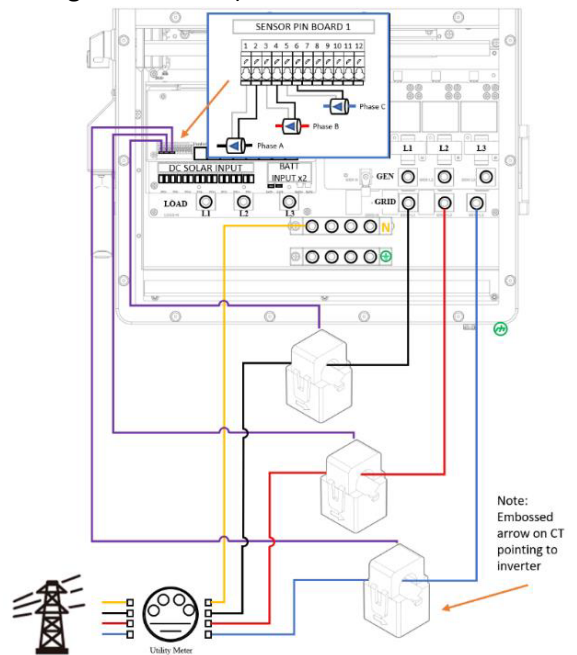 SENSOR PIN BOARD 1
1 2 3 4 5 6 7 8 9 10 11 12
Phase C
Phase B
Phase A
DC SOLAR INPUT
BATT
INPUT x2
L1 L2 L3
GEN
GRID
LOAD
L1 L2 L3
N
Note:
Embossed
arrow on CT
pointing to
inverter
Utility Meter